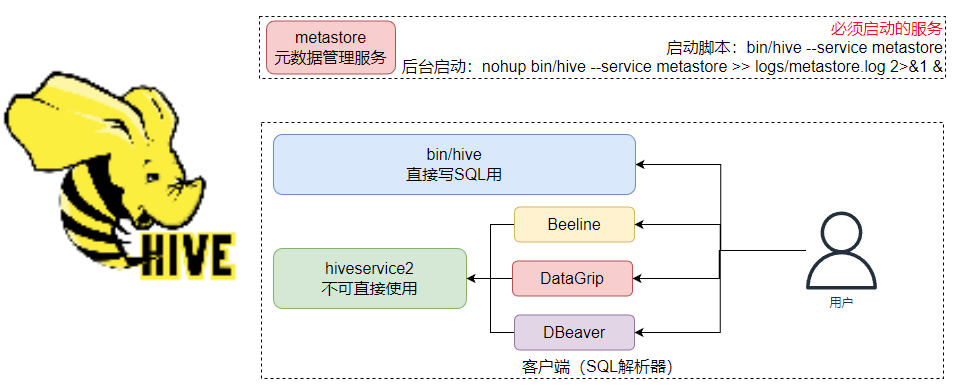 metastore
元数据管理服务
必须启动的服务
启动脚本：bin/hive --service metastore
后台启动：nohup bin/hive --service metastore >> logs/metastore.log 2>&1 &
HIVE
bin/hive
直接写SQL用
Beeline
hiveservice2
不可直接使用
DataGrip
DBeaver
用户
客户端（SQL解析器）